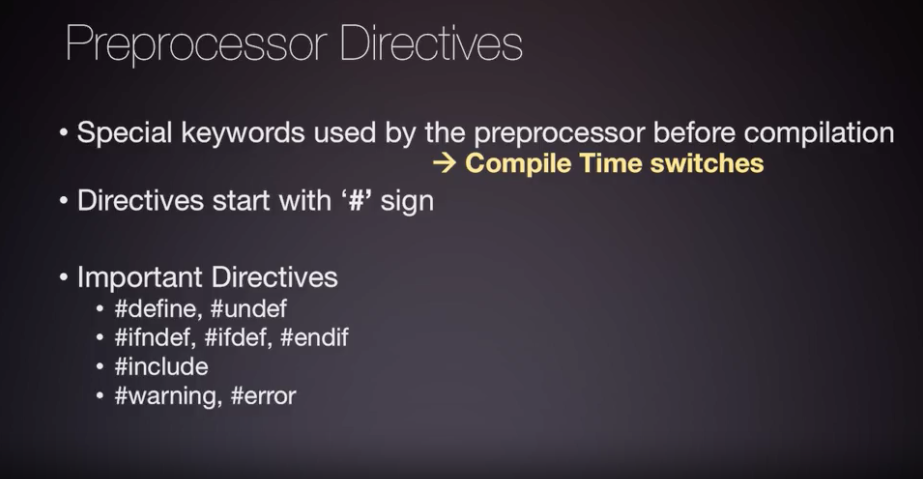 Preprocessor Directives
• Special keywords used by the preprocessor before compilation
→ Compile Time switches
• Directives start with ‘#’ sign
• Important Directives
• #define, #undef
• #ifndef, #ifdef, #endif
• #include
• #warning, #error